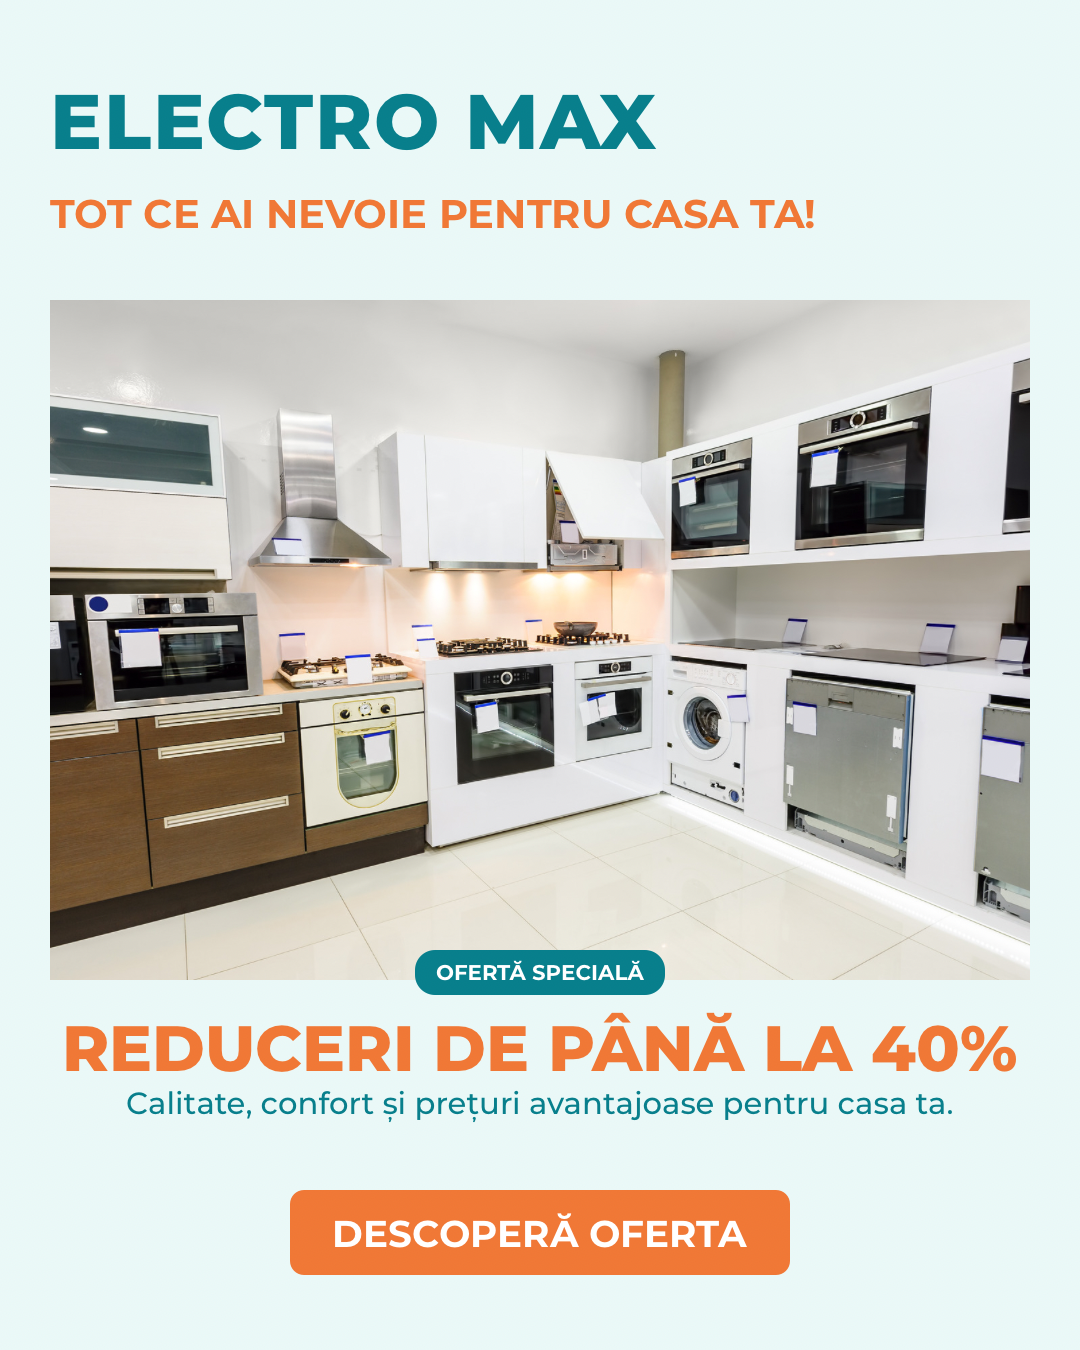 ELECTRO MAX
TOT CE AI NEVOIE PENTRU CASA TA!
OFERTĂ SPECIALĂ
REDUCERI DE PÂNĂ LA 40%
Calitate, confort și prețuri avantajoase pentru casa ta.
DESCOPERĂ OFERTA